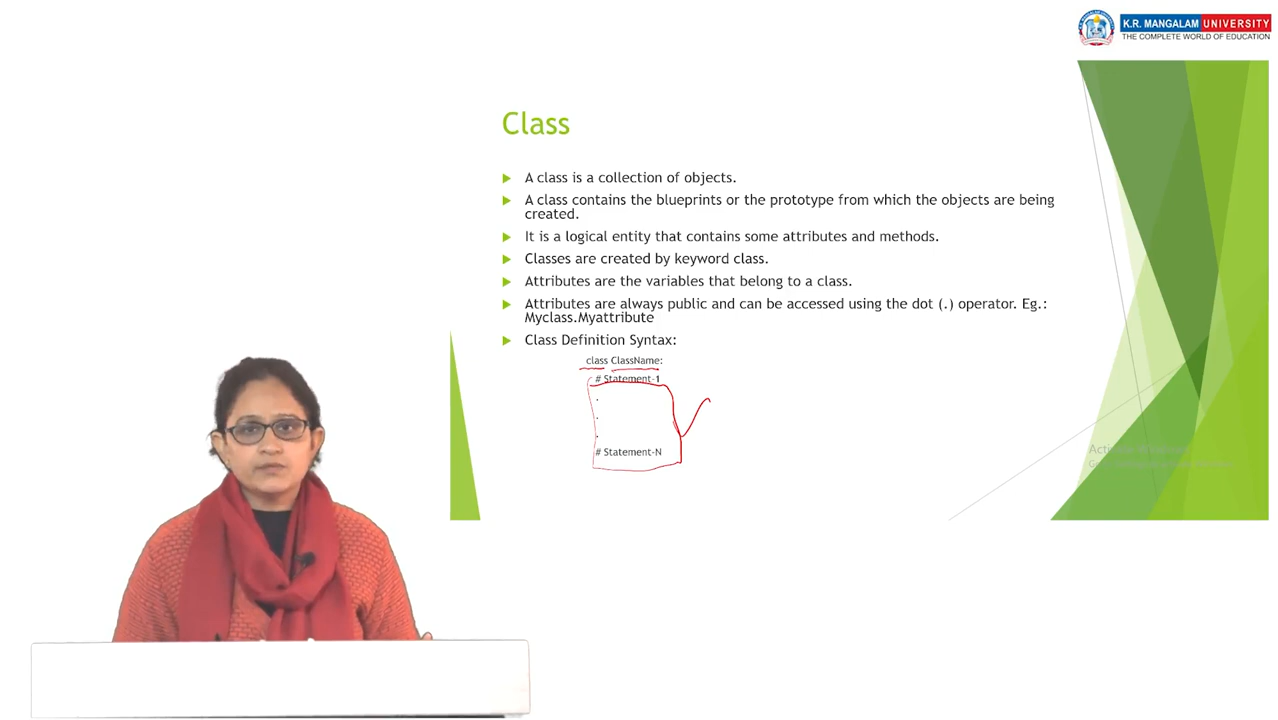 K.R. MANGALAM UNIVERSITY
THE COMPLETE WORLD OF EDUCATION
Class
A class is a collection of objects.
A class contains the blueprints or the prototype from which the objects are being
created.
It is a logical entity that contains some attributes and methods.
Classes are created by keyword class.
Attributes are the variables that belong to a class.
Attributes are always public and can be accessed using the dot (.) operator. Eg.:
Myclass.Myattribute
Class Definition Syntax:
class ClassName:
# Statement-1
.
.
.
# Statement-N